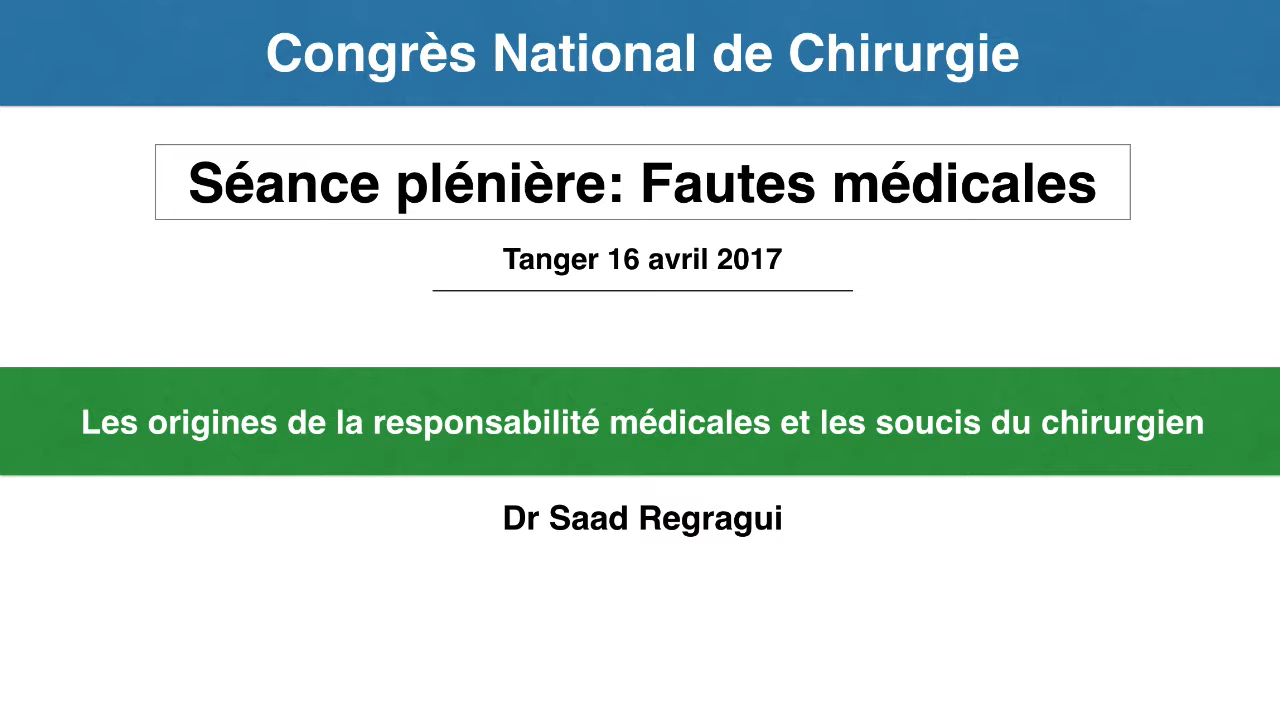 Congrès National de Chirurgie
Séance plénière: Fautes médicales
Tanger 16 avril 2017
Les origines de la responsabilité médicales et les soucis du chirurgien
Dr Saad Regragui